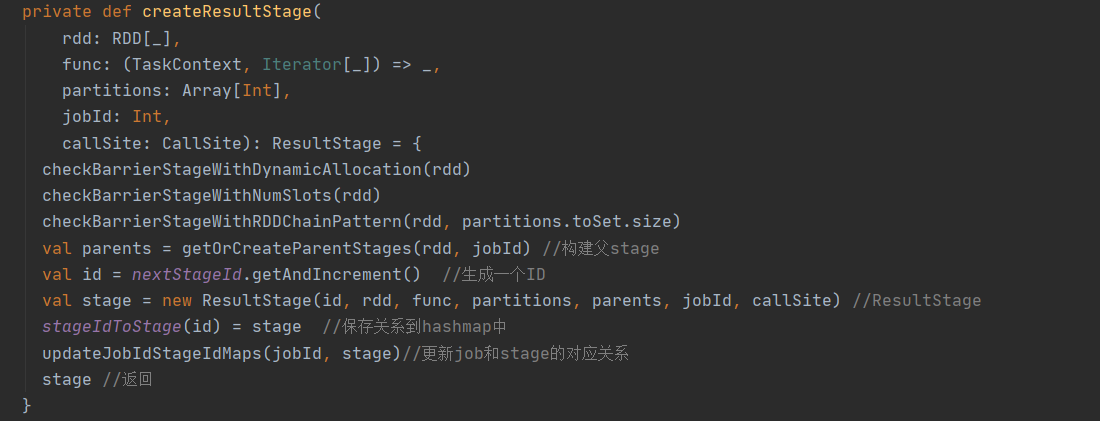 private def createResultStage(
    rdd: RDD[_],
    func: (TaskContext, Iterator[_]) => _,
    partitions: Array[Int],
    jobId: Int,
    callSite: CallSite): ResultStage = {
  checkBarrierStageWithDynamicAllocation(rdd)
  checkBarrierStageWithNumSlots(rdd)
  checkBarrierStageWithRDDChainPattern(rdd, partitions.toSet.size)
  val parents = getOrCreateParentStages(rdd, jobId) //构建父stage
  val id = nextStageId.getAndIncrement()  //生成一个ID
  val stage = new ResultStage(id, rdd, func, partitions, parents, jobId, callSite) //ResultStage
  stageIdToStage(id) = stage  //保存关系到hashmap中
  updateJobIdStageIdMaps(jobId, stage)//更新job和stage的对应关系
  stage //返回
}